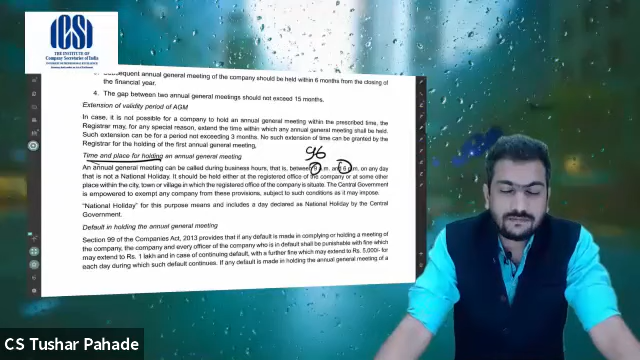 ICSI
THE INSTITUTE OF
Company Secretaries of India
Subsequent annual general meeting of the company should be held within 6 months from the closing of
the financial year.
4. The gap between two annual general meetings should not exceed 15 months.
Extension of validity period of AGM
In case, it is not possible for a company to hold an annual general meeting within the prescribed time, the
Registrar may, for any special reason, extend the time within which any annual general meeting shall be held.
Such extension can be for a period not exceeding 3 months. No such extension of time can be granted by the
Registrar for the holding of the first annual general meeting.
96
Time and place for holding an annual general meeting
An annual general meeting can be called during business hours, that is, between 9 a.m. and 6 p.m. on any day
that is not a National Holiday. It should be held either at the registered office of the company or at some other
place within the city, town or village in which the registered office of the company is situate. The Central Government
is empowered to exempt any company from these provisions, subject to such conditions as it may impose.
"National Holiday" for this purpose means and includes a day declared as National Holiday by the Central
Government.
Default in holding the annual general meeting
Section 99 of the Companies Act, 2013 provides that if any default is made in complying or holding a meeting
of the company, the company and every officer of the company who is in default shall be punishable with fine which
may extend to Rs. 1 lakh and in case of continuing default, with a further fine which may extend to Rs. 5,000/- for
each day during which such default continues. If any default is made in holding the annual general meeting of a
CS Tushar Pahade